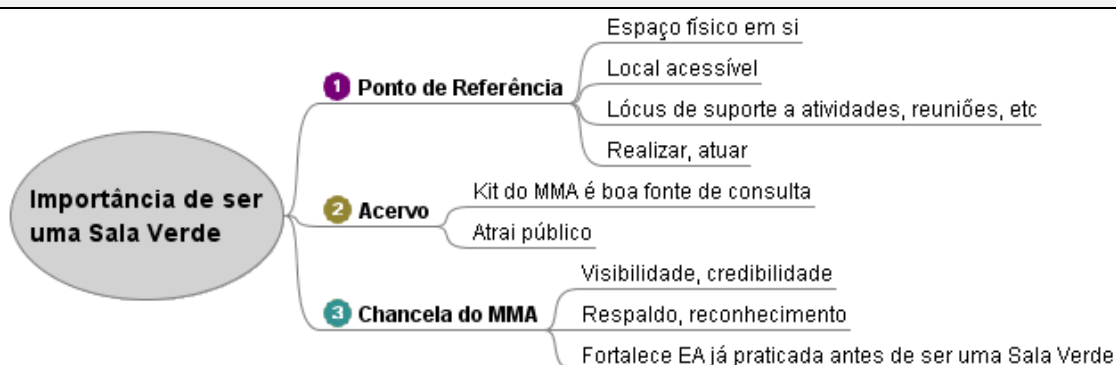 Importância de ser
uma Sala Verde
1 Ponto de Referência
Espaço físico em si
Local acessível
Lócus de suporte a atividades, reuniões, etc
Realizar, atuar
2 Acervo
Kit do MMA é boa fonte de consulta
Atrai público
3 Chancela do MMA
Visibilidade, credibilidade
Respaldo, reconhecimento
Fortalece EA já praticada antes de ser uma Sala Verde